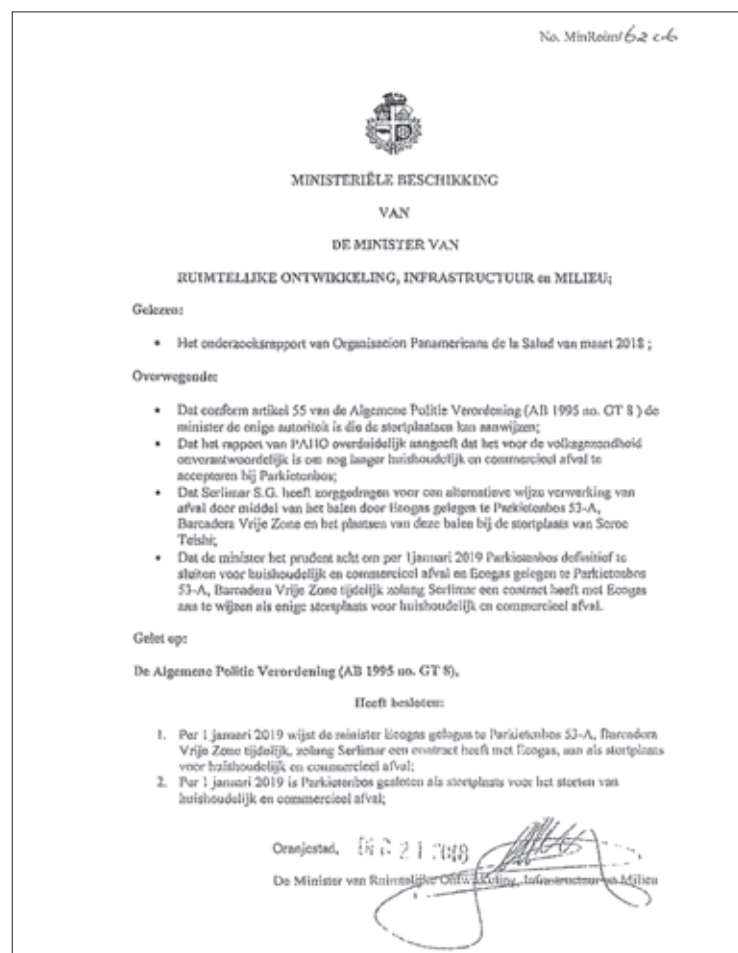 No. MinRoim/62
MINISTERIËLE BESCHIKKING
VAN
DE MINISTER VAN
RUIMTELIJKE ONTWIKKELING, INFRASTRUCTUUR en MILIEU;
Gelezen:
• Het onderzoeksrapport van Organisacion Panamericana de la Salud van maart 2018 ;
Overwegende:
• Dat conform artikel 55 van de Algemene Politie Verordening (AB 1995 no. GT 8 ) de
minister de enige autoriteit is die de stortplaatsen kan aanwijzen;
• Dat het rapport van PAHO overduidelijk aangeeft dat het voor de volksgezondheid
onverantwoordelijk is om nog langer huishoudelijk en commercieel afval te
accepteren bij Parkietenbos;
• Dat Serlimar S.G. heeft zorggedragen voor een alternatieve wijze verwerking van
afval door middel van het balen door Ecogas gelegen te Parkietenbos 53-A,
Barcadera Vrije Zone en het plaatsen van deze balen bij de stortplaats van Seroe
Teishi;
• Dat de minister het prudent acht om per 1januari 2019 Parkietenbos definitief te
sluiten voor huishoudelijk en commercieel afval en Ecogas gelegen te Parkietenbos
53-A, Barcadera Vrije Zone tijdelijk zolang Serlimar een contract heeft met Ecogas
aan te wijzen als enige stortplaats voor huishoudelijk en commercieel afval.
Gelet op:
De Algemene Politie Verordening (AB 1995 no. GT 8),
Heeft besloten:
1. Per 1 januari 2019 wijst de minister Ecogas gelegen te Parkietenbos 53-A, Barcadera
Vrije Zone tijdelijk, zolang Serlimar een contract heeft met Ecogas, aan als stortplaats
voor huishoudelijk en commercieel afval;
2. Per 1 januari 2019 is Parkietenbos gesloten als stortplaats voor het storten van
huishoudelijk en commercieel afval;
Oranjestad, DEC 21 2018
De Minister van Ruimtelijke Ontwikkeling, Infrastructuur en Milieu